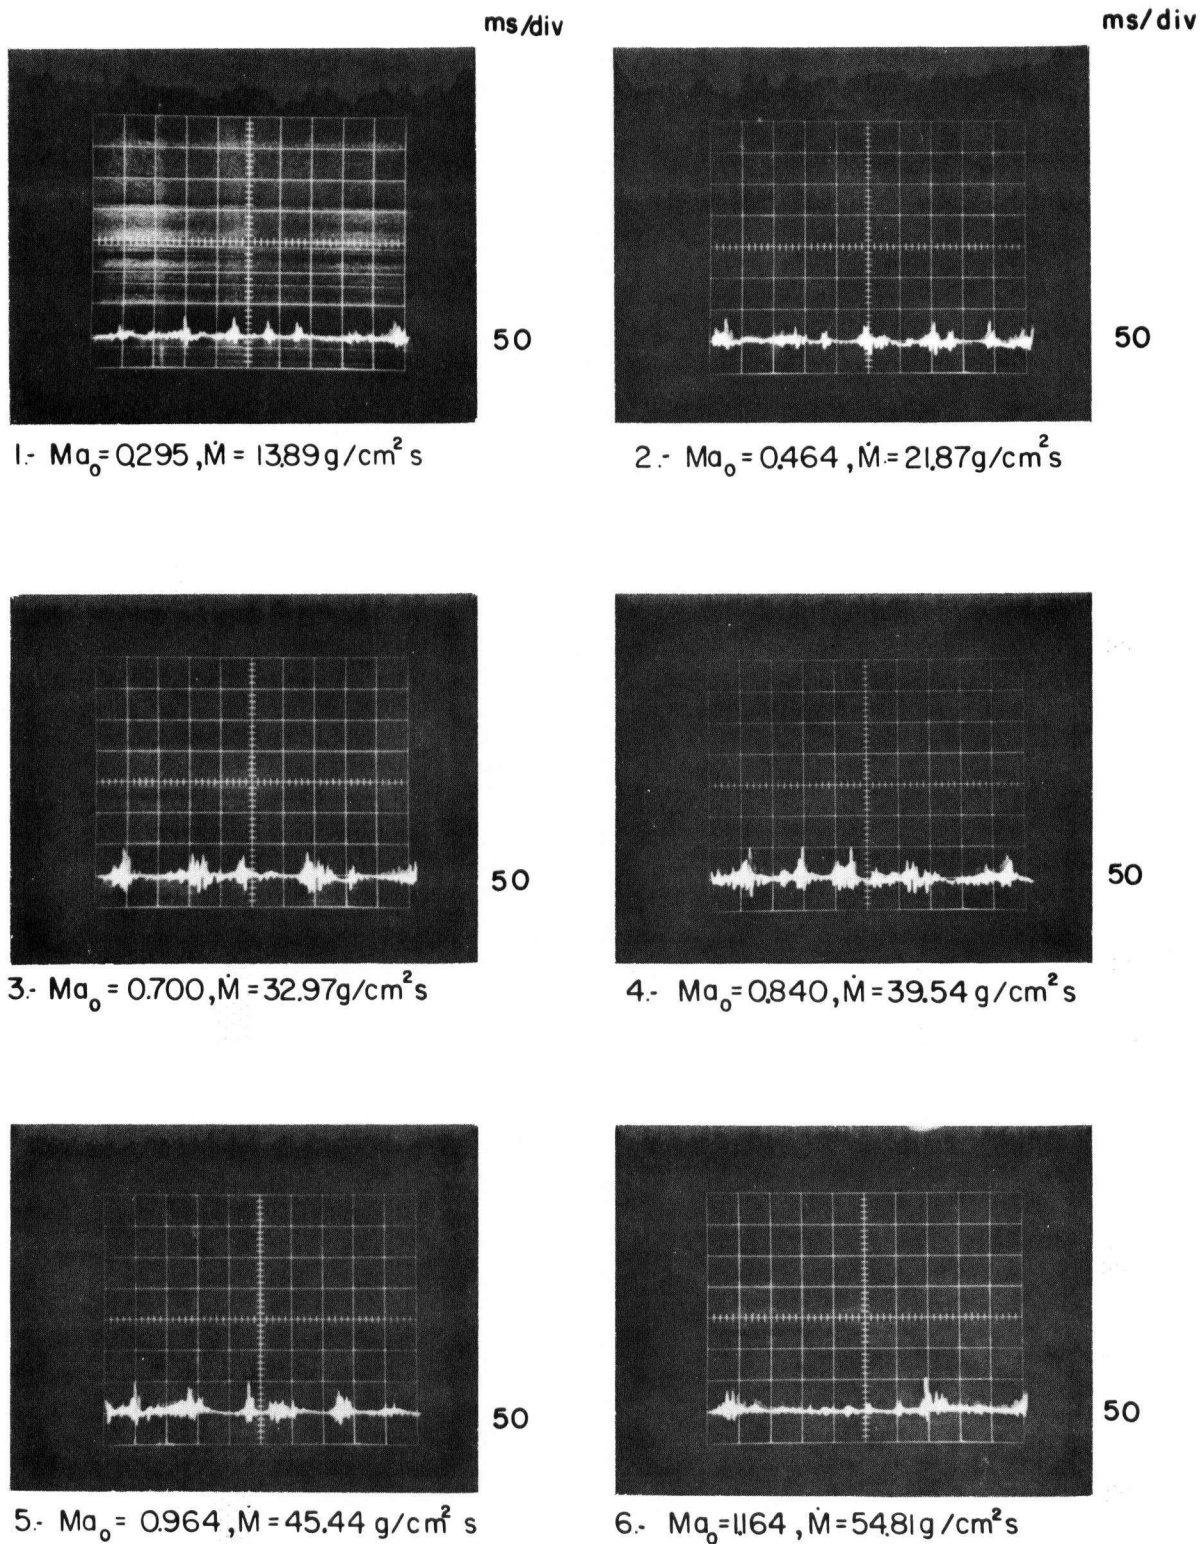 ms/div
ms/div
50
50
1.- Ma₀= 0.295 ,Ṁ = 13.89 g/cm² s
2.- Ma₀ = 0.464 , Ṁ = 21.87 g/cm² s
50
50
3.- Ma₀ = 0.700 , Ṁ = 32.97 g/cm² s
4.- Ma₀ = 0.840 , Ṁ = 39.54 g/cm² s
50
50
5.- Ma₀ = 0.964 , Ṁ = 45.44 g/cm² s
6.- Ma₀ = 1.164 , Ṁ = 54.81 g/cm² s